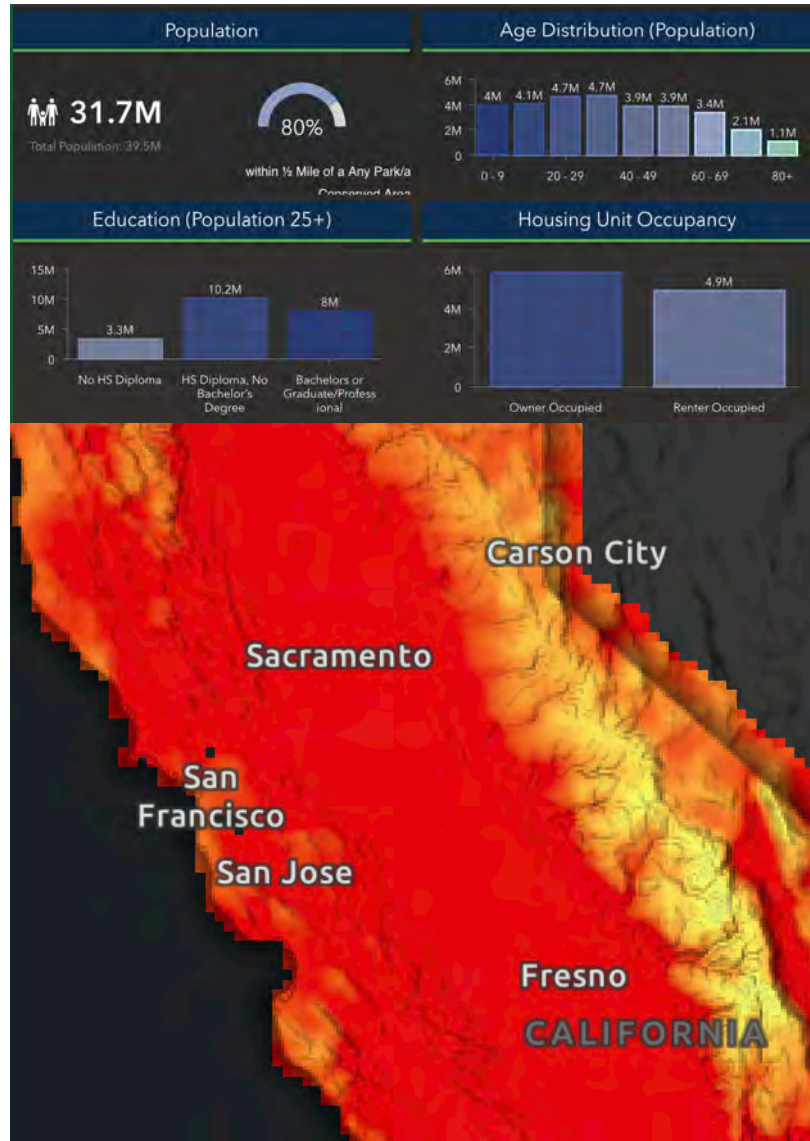 Population
31.7M
Total Population: 39.5M
80%
within ½ Mile of a Any Park/a
Conserved Area
Age Distribution (Population)
6M
4M
2M
0
4M
4.1M
4.7M
4.7M
3.9M
3.9M
3.4M
2.1M
1.1M
0 - 9
20 - 29
40 - 49
60 - 69
80+
Education (Population 25+)
15M
10M
5M
0
3.3M
10.2M
8M
No HS Diploma
HS Diploma, No
Bachelor's
Degree
Bachelors or
Graduate/Profess
ional
Housing Unit Occupancy
6M
4M
2M
0
4.9M
Owner Occupied
Renter Occupied
Carson City
Sacramento
San
Francisco
San Jose
Fresno
CALIFORNIA